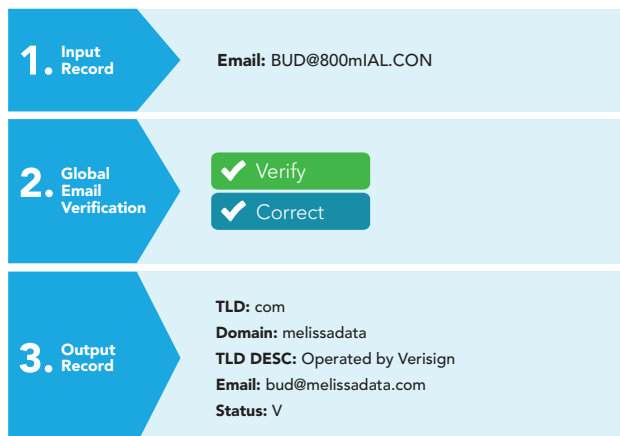 1. Input
Record
Email: BUD@800mIAL.CON
2. Global
Email
Verification
Verify
Correct
3. Output
Record
TLD: com
Domain: melissadata
TLD DESC: Operated by Verisign
Email: bud@melissadata.com
Status: V